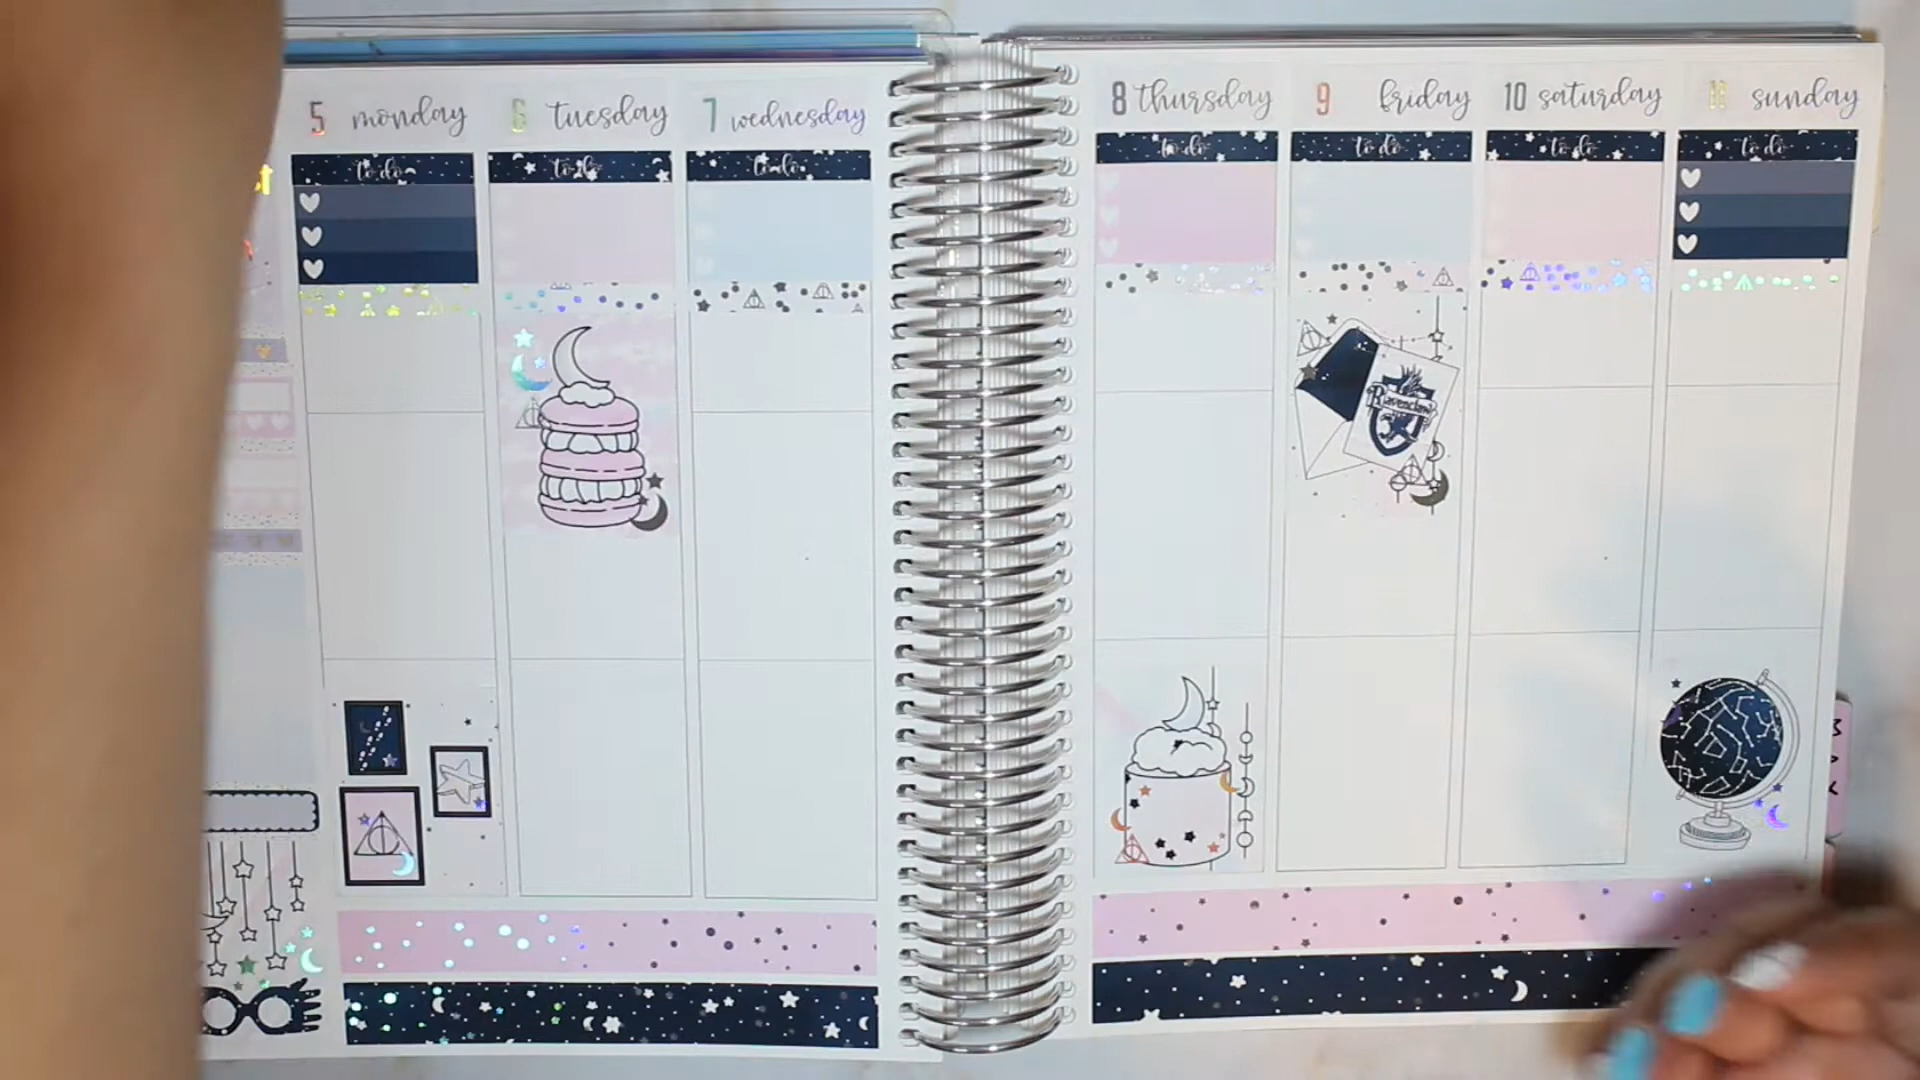 5 monday
6 tuesday
7 wednesday
8 thursday
9 friday
10 saturday
11 sunday
to do
to do
to do
to do
to do
to do
to do
Ravenclaw